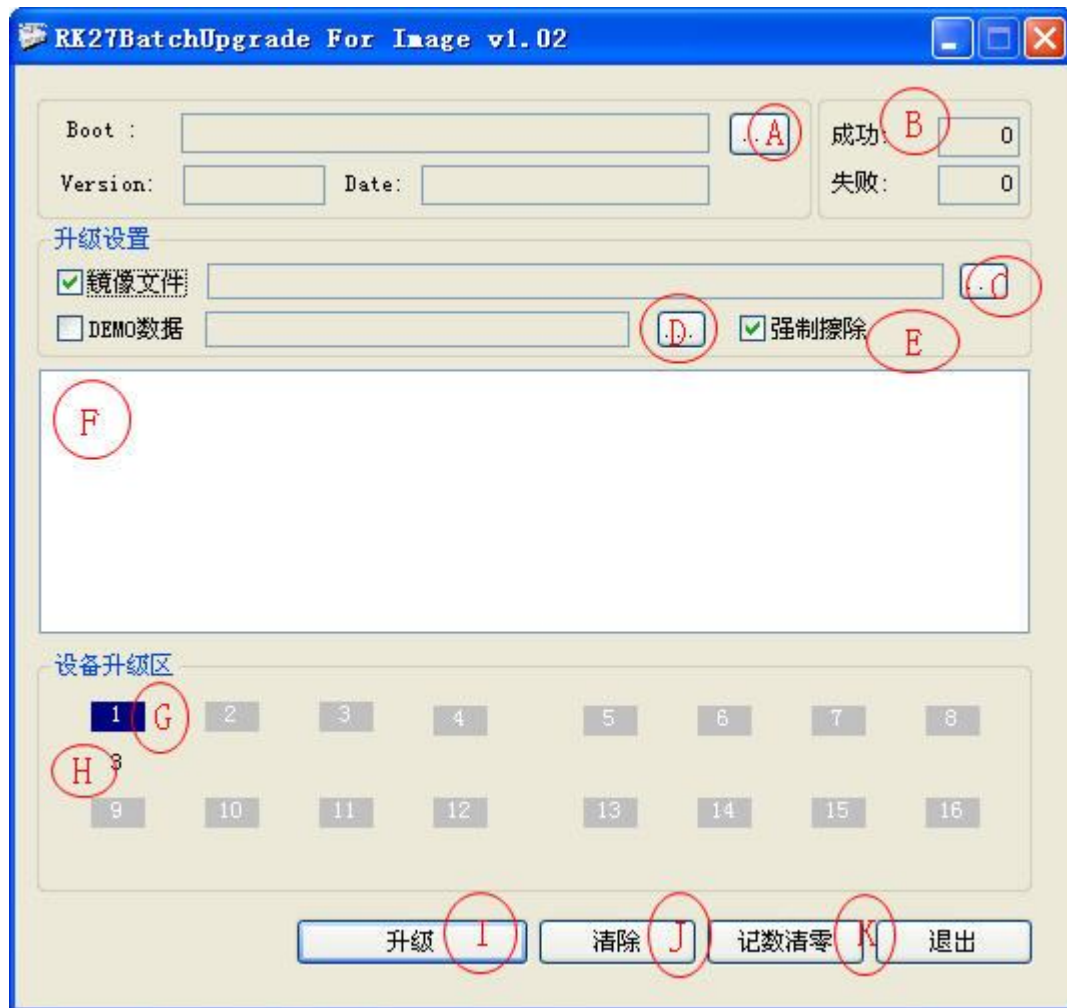 RK27BatchUpgrade For Image v1.02
Boot : ... A 成功: B 0
Version: Date: 失败: 0
升级设置
镜像文件 ... C
DEMO数据 ... D 强制擦除 E
F
设备升级区
1 G 2 3 4 5 6 7 8
H 3
9 10 11 12 13 14 15 16
升级 I 清除 J 记数清零 K 退出